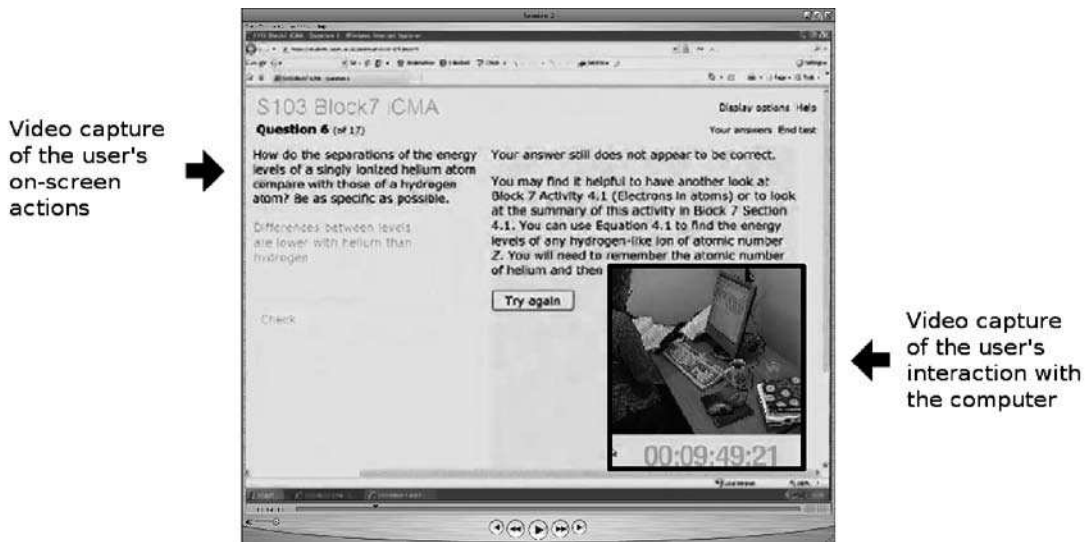 Session 2
S103 Block7 iCMA
Display options Help
Question 6 (of 17)
Your answers End test
Video capture
of the user's
on-screen
actions
How do the separations of the energy
levels of a singly ionized helium atom
compare with those of a hydrogen
atom? Be as specific as possible.
Differences between levels
are lower with helium than
hydrogen
Check
Your answer still does not appear to be correct.
You may find it helpful to have another look at
Block 7 Activity 4.1 (Electrons in atoms) or to look
at the summary of this activity in Block 7 Section
4.1. You can use Equation 4.1 to find the energy
levels of any hydrogen-like ion of atomic number
Z. You will need to remember the atomic number
of helium and then
Try again
00:09:49:21
Video capture
of the user's
interaction with
the computer